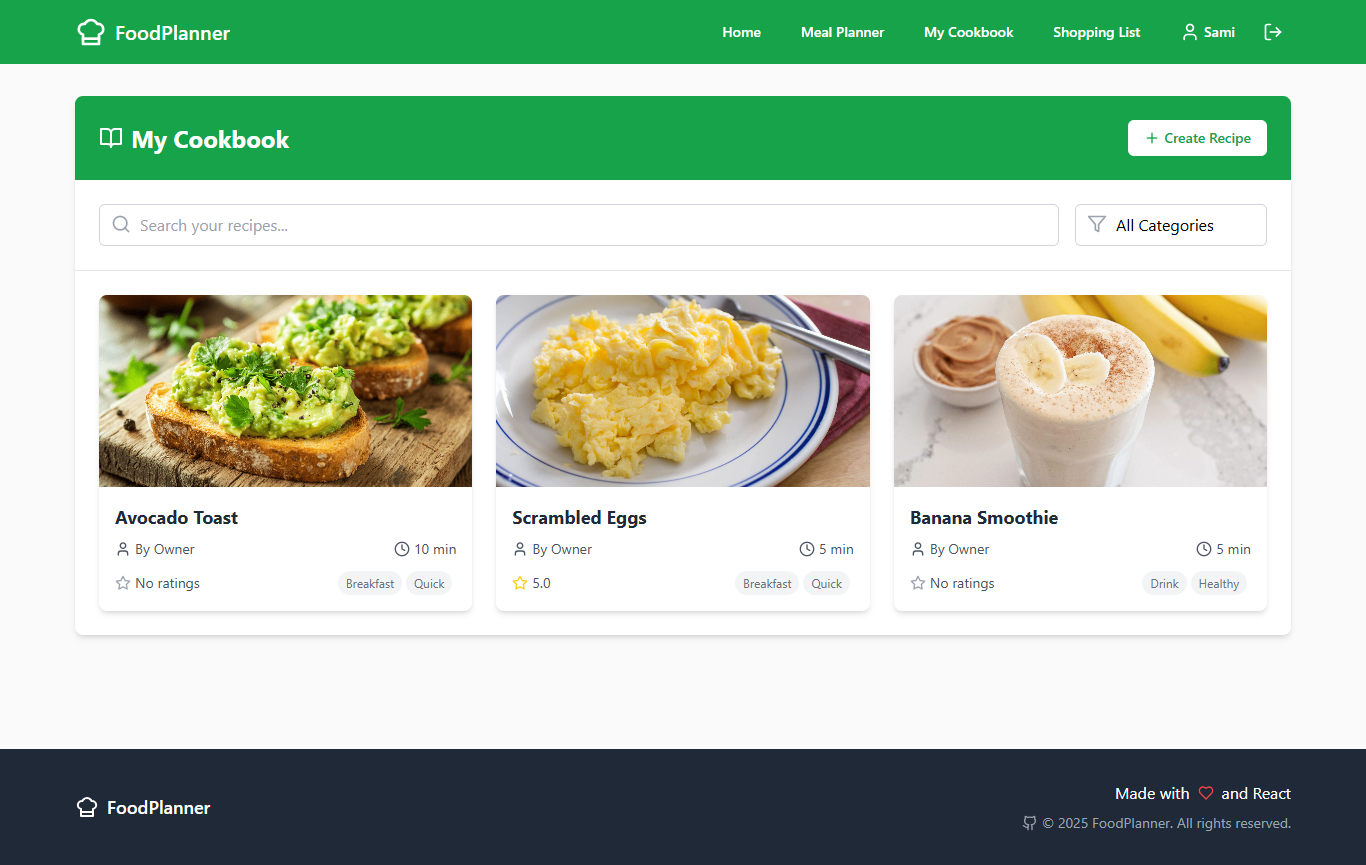 FoodPlanner Home Meal Planner My Cookbook Shopping List Sami
My Cookbook + Create Recipe
Search your recipes... All Categories
Avocado Toast
By Owner 10 min
No ratings Breakfast Quick
Scrambled Eggs
By Owner 5 min
5.0 Breakfast Quick
Banana Smoothie
By Owner 5 min
No ratings Drink Healthy
FoodPlanner
Made with and React
© 2025 FoodPlanner. All rights reserved.